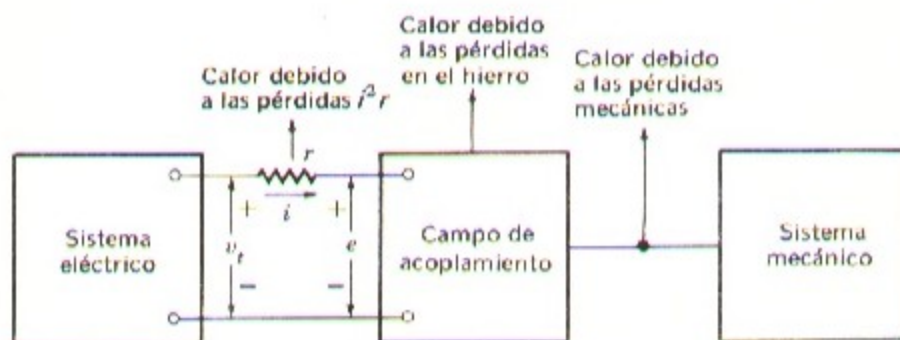 Calor debido
a las pérdidas
en el hierro
Calor debido
a las pérdidas i²r
Calor debido
a las pérdidas
mecánicas
r
+ i +
Sistema
eléctrico
v_t
e
Campo de
acoplamiento
Sistema
mecánico
− −